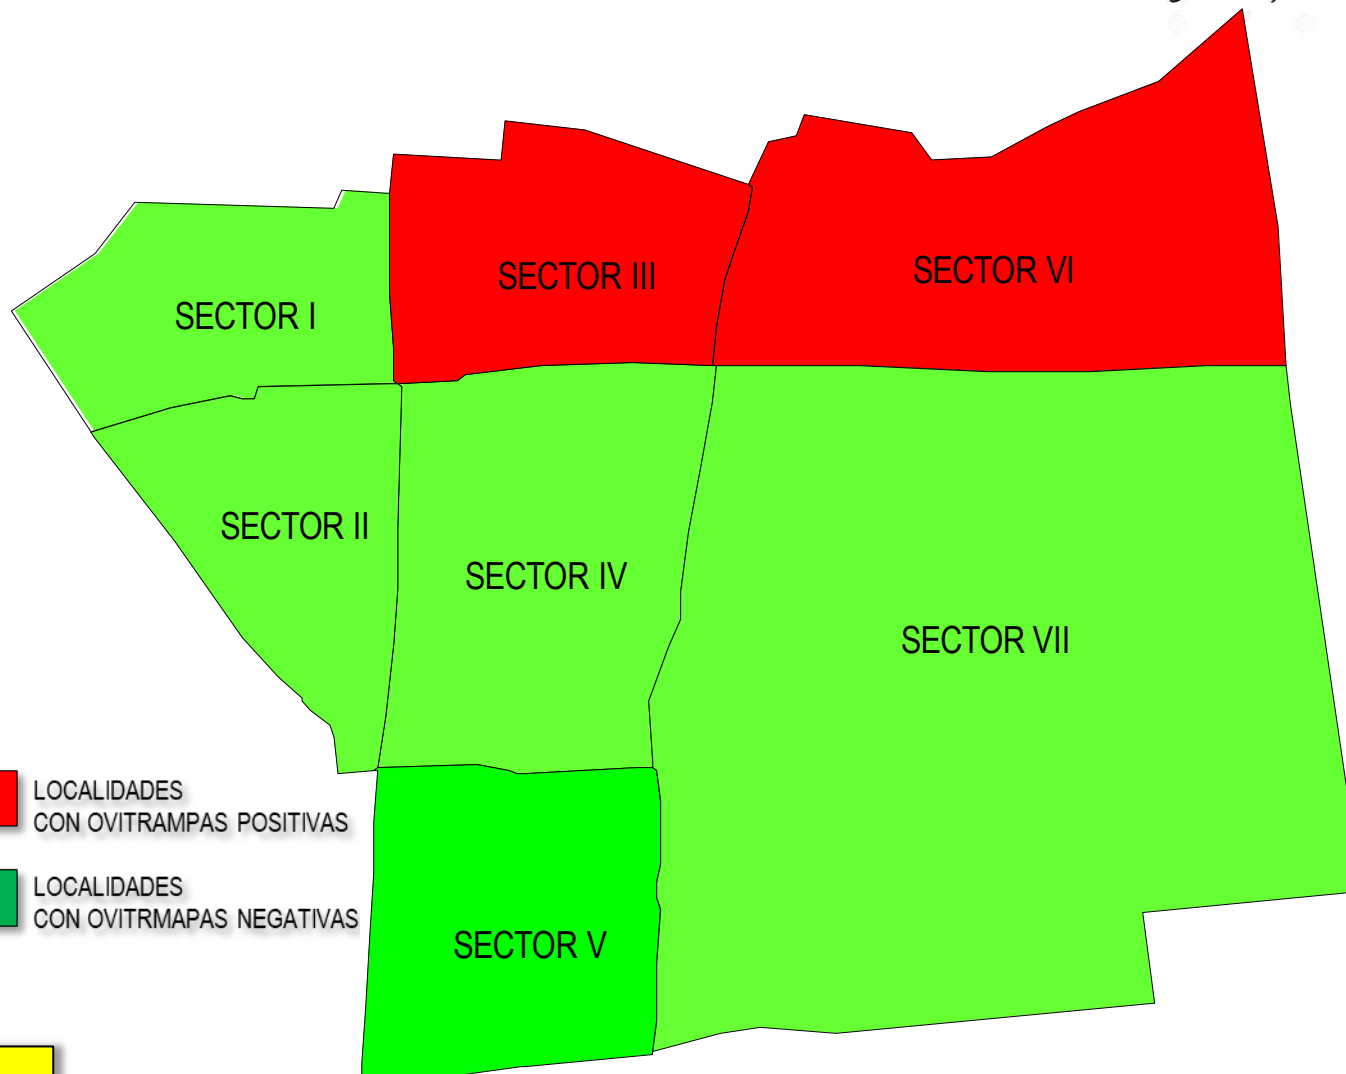 SECTOR III
SECTOR VI
SECTOR I
SECTOR II
SECTOR IV
SECTOR VII
LOCALIDADES
CON OVITRAMPAS POSITIVAS
LOCALIDADES
CON OVITRMAPAS NEGATIVAS
SECTOR V